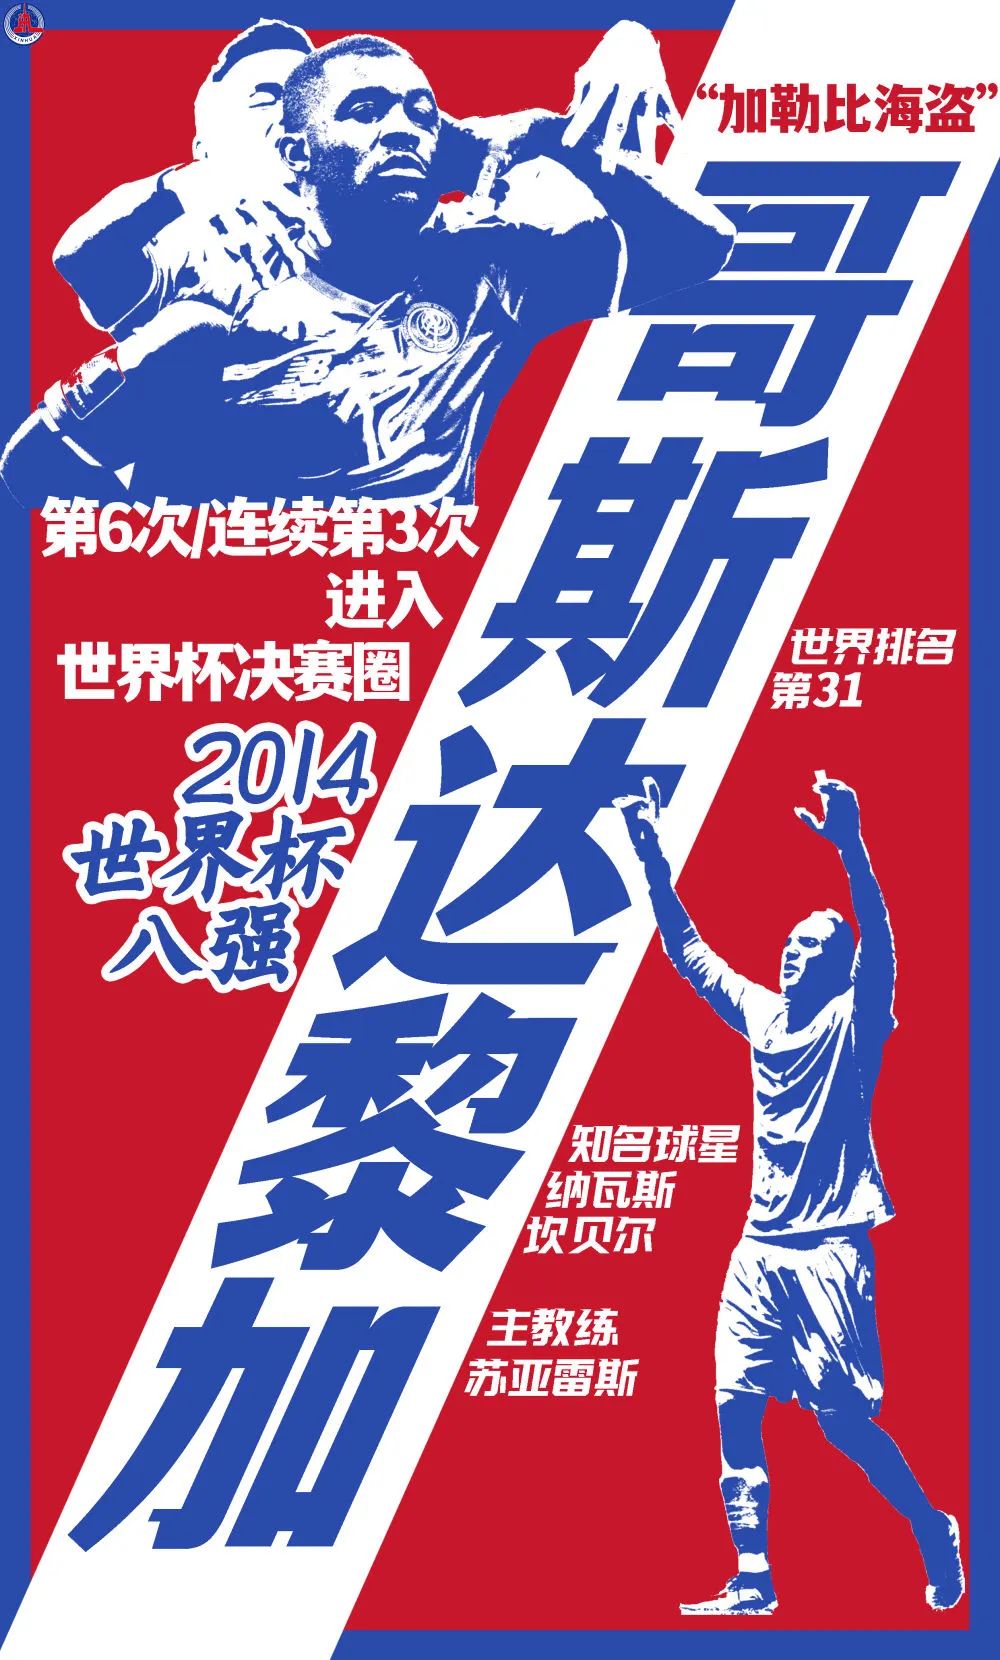 XINHUA
“加勒比海盗”
哥斯达黎加
第6次/连续第3次
进入
世界杯决赛圈
世界排名
第31
2014
世界杯
八强
知名球星
纳瓦斯
坎贝尔
主教练
苏亚雷斯